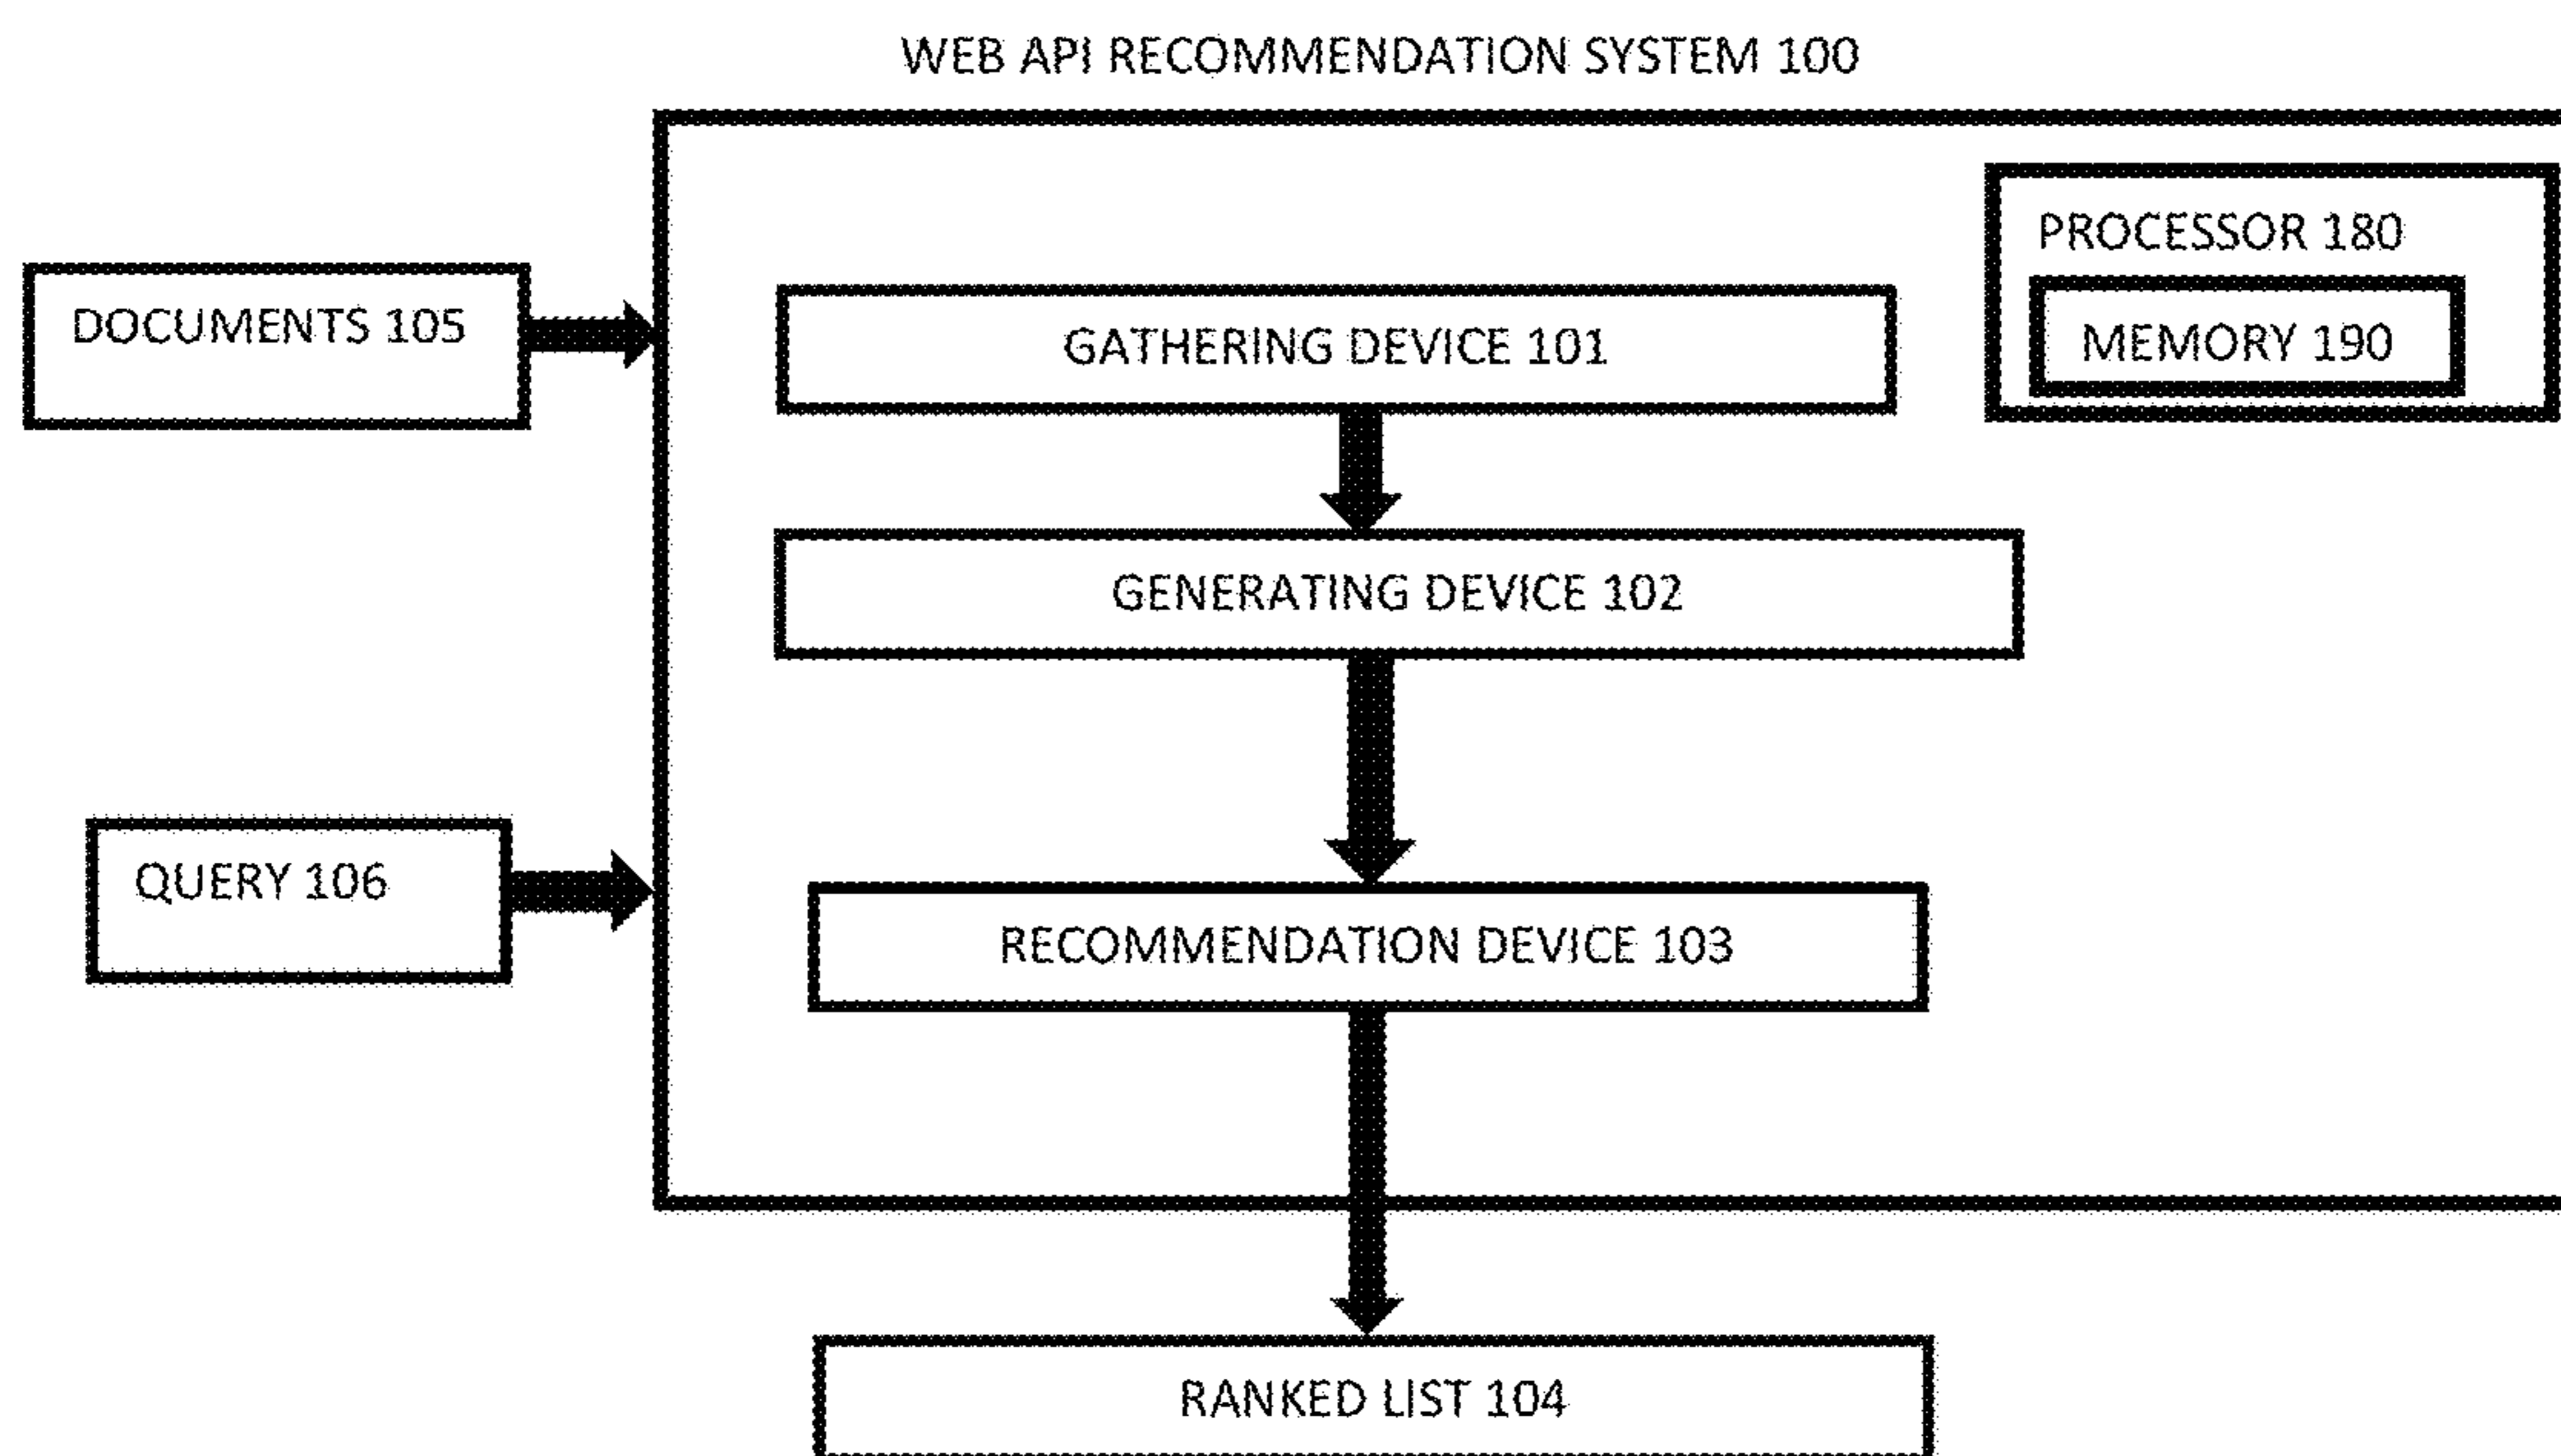 WEB API RECOMMENDATION SYSTEM 100
PROCESSOR 180
MEMORY 190
DOCUMENTS 105
GATHERING DEVICE 101
GENERATING DEVICE 102
QUERY 106
RECOMMENDATION DEVICE 103
RANKED LIST 104